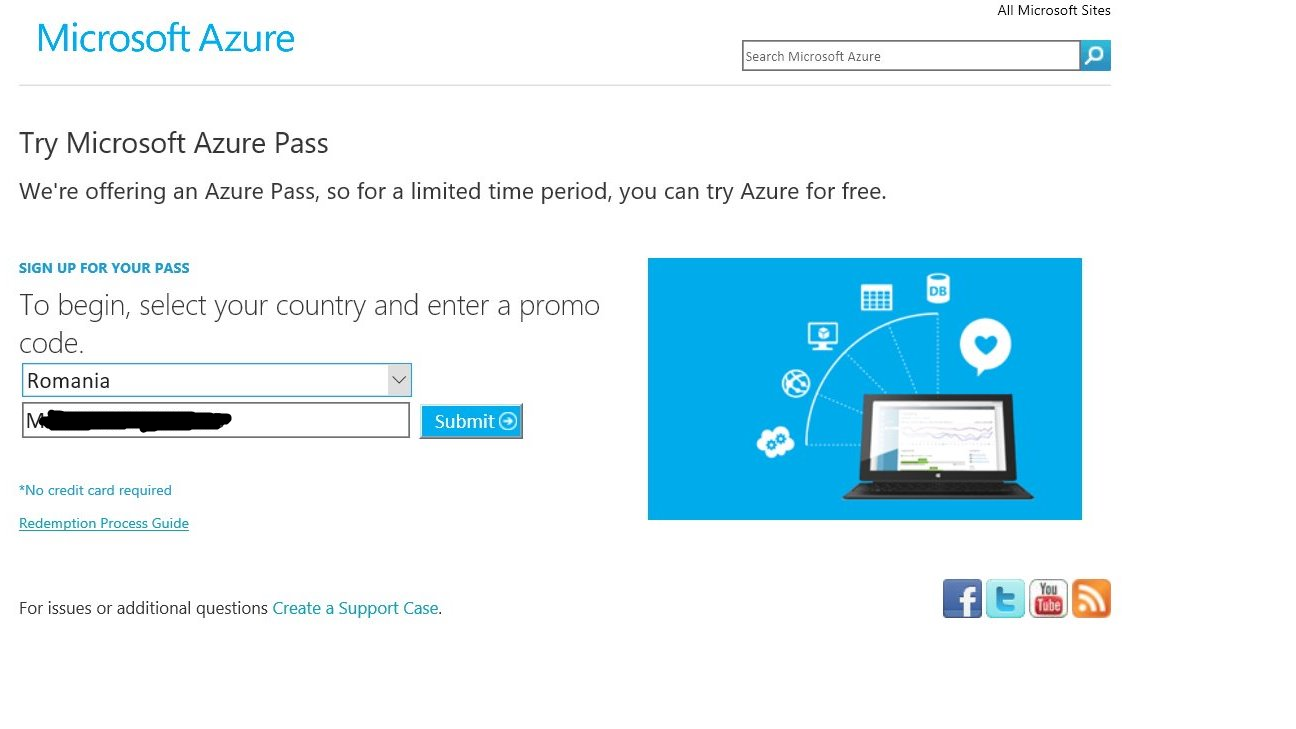 All Microsoft Sites
Microsoft Azure
Search Microsoft Azure
Try Microsoft Azure Pass
We're offering an Azure Pass, so for a limited time period, you can try Azure for free.
SIGN UP FOR YOUR PASS
To begin, select your country and enter a promo
code.
Romania
M
Submit
*No credit card required
Redemption Process Guide
DB
For issues or additional questions Create a Support Case.
f
t
You
Tube